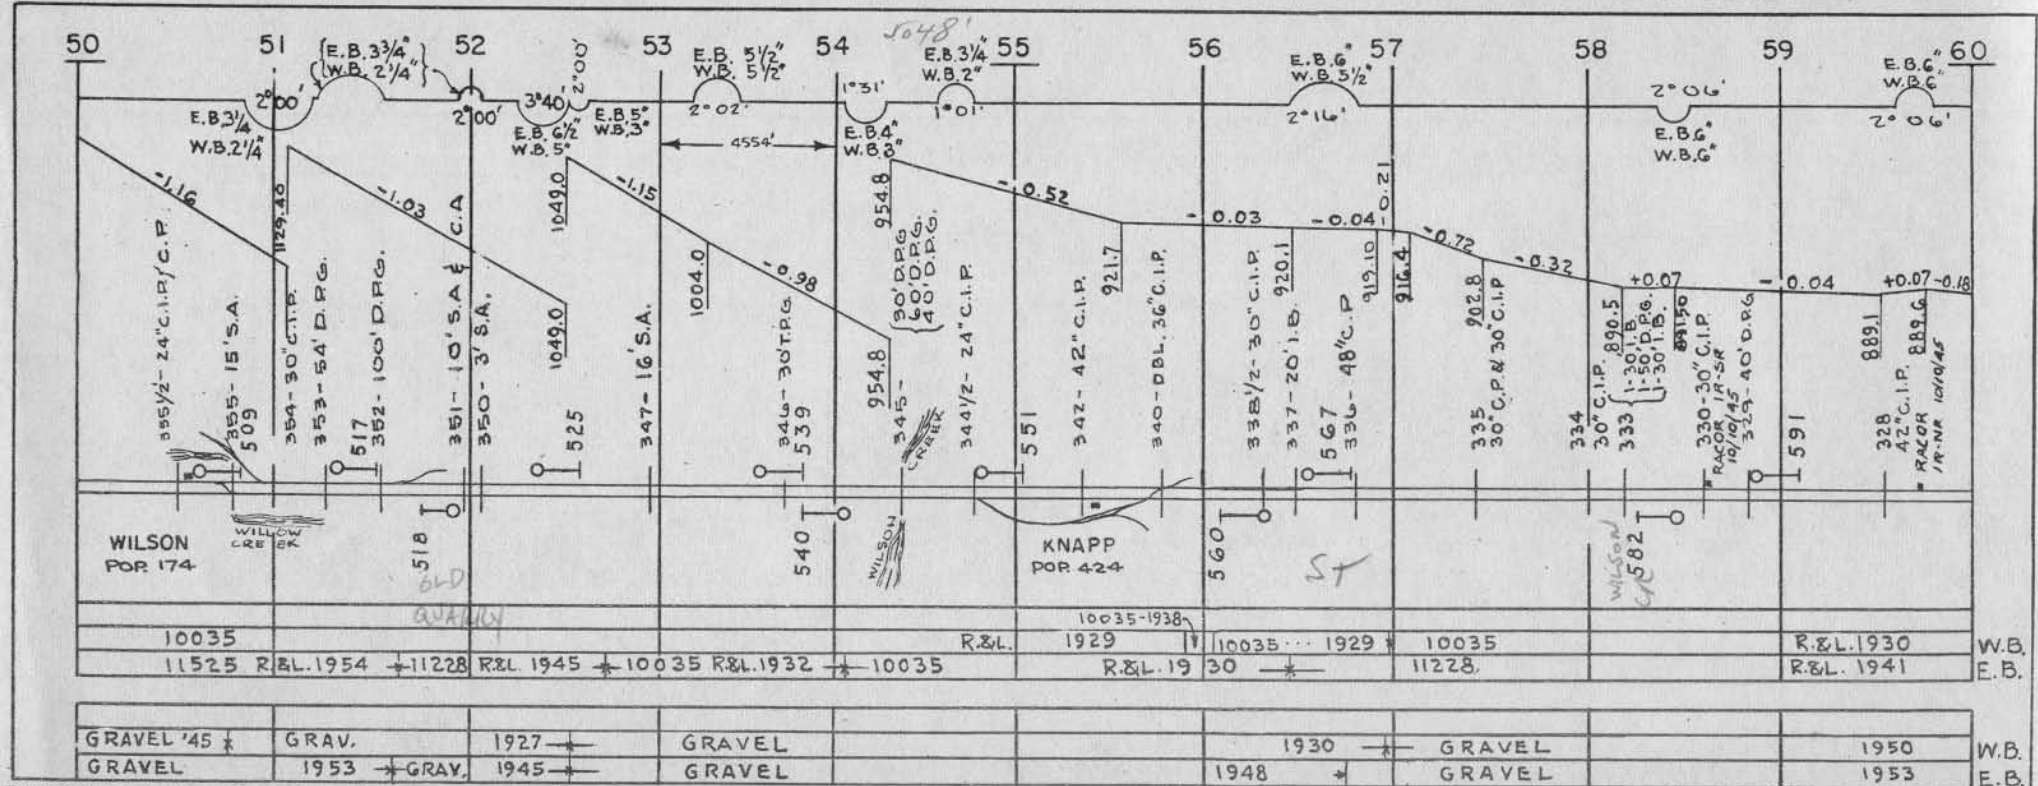 5048'
50 51 52 53 54 55 56 57 58 59 60
E.B. 3 3/4"
W.B. 2 1/4"
2°00'
E.B. 5 1/2"
W.B. 5 1/2"
E.B. 3 1/4"
W.B. 2"
E.B. 6"
W.B. 5 1/2"
E.B. 6"
W.B. 6"
2°00'
E.B. 3 1/4"
W.B. 2 1/4"
2°00'
3°40'
E.B. 6 1/2"
W.B. 5"
E.B. 5"
W.B. 3"
2°02'
1°31'
E.B. 4"
W.B. 3"
1°01'
2°16'
2°06'
E.B. 6"
W.B. 6"
2°06'
4554'
-1.16
1129.40
-1.03
1049.0
1049.0
-1.15
1004.0
-0.98
954.8
954.8
-0.52
921.7
-0.03
920.1
-0.04
919.10
-0.21
916.4
-0.72
902.8
-0.32
890.5
+0.07
891.50
-0.04
889.1
+0.07
889.6
-0.18
355 1/2 - 24" C.I.P./C.P.
355 - 15' S.A.
509
354 - 30" C.I.P.
353 - 54' D.P.G.
517
352 - 100' D.P.G.
351 - 10' S.A. & C.A
350 - 3' S.A.
525
347 - 16' S.A.
346 - 30' T.P.G.
539
345 -
30' D.P.G.
60' D.P.G.
40' D.P.G.
344 1/2 - 24" C.I.P.
551
342 - 42" C.I.P.
340 - DBL. 36" C.I.P.
338 1/2 - 30" C.I.P.
337 - 20' I.B.
567
336 - 48" C.P
335
30" C.P. & 30" C.I.P
334
30" C.I.P.
333
1-30' I.B.
1-50' D.P.G.
1-30' I.B.
330 - 30" C.I.P.
* RACOR 1R-SR
10/10/45
329 - 40' D.P.G.
591
328
42" C.I.P.
* RACOR
1R-NR 10/10/45
WILSON
POP. 174
WILLOW
CREEK
518
OLD
QUARRY
540
WILSON
CREEK
KNAPP
POP. 424
560
ST
WILSON
CR
582
10035 R.&L. 1929 10035-1938 10035 ··· 1929 10035 R.&L. 1930 W.B.
11525 R.&L. 1954 11228 R&L 1945 10035 R.&L. 1932 10035 R.&L. 1930 11228 R.&L. 1941 E.B.
GRAVEL '45 GRAV. 1927 GRAVEL 1930 GRAVEL 1950 W.B.
GRAVEL 1953 GRAV. 1945 GRAVEL 1948 GRAVEL 1953 E.B.